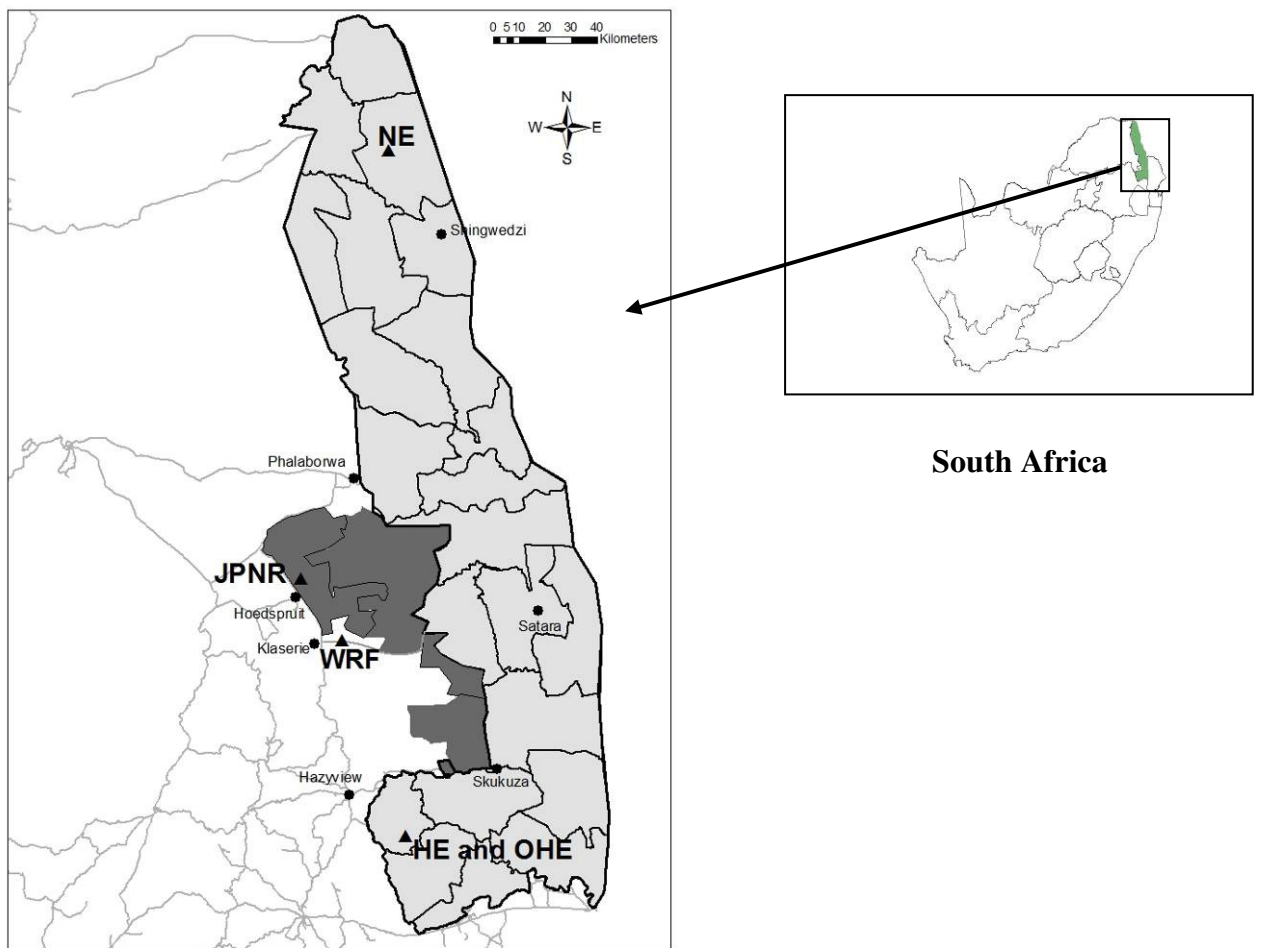 0 5 10 20 30 40
Kilometers
N
W E
S
NE
Shingwedzi
Phalaborwa
JPNR
Hoedspruit
Satara
Klaserie
WRF
Hazyview
Skukuza
HE and OHE
South Africa